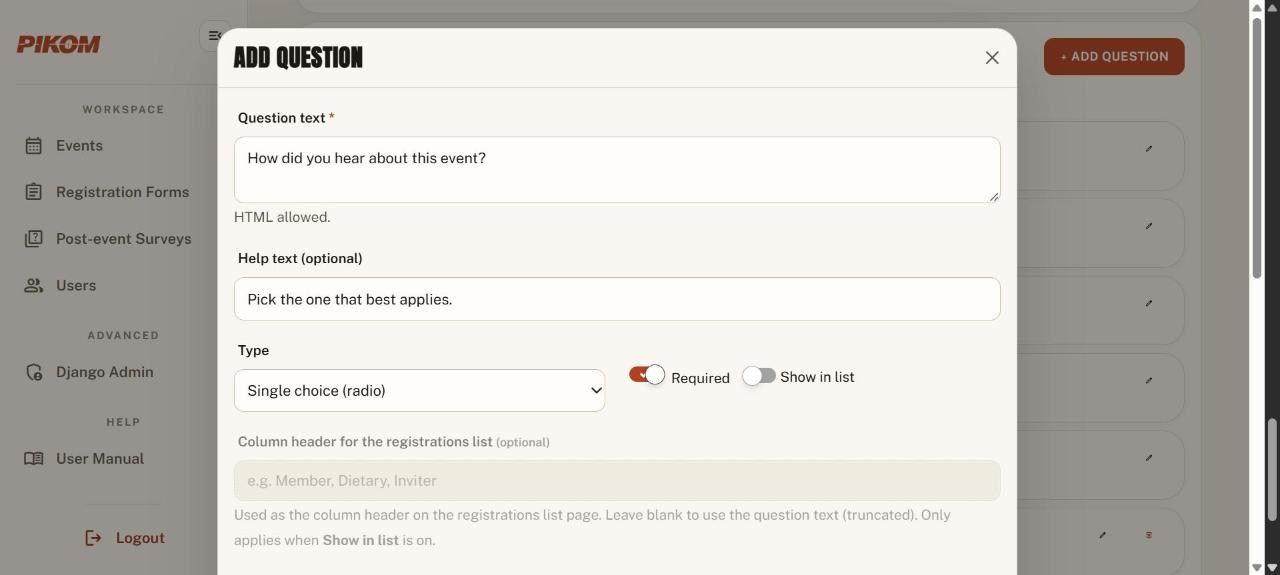 PIKOM
WORKSPACE
Events
Registration Forms
Post-event Surveys
Users
ADVANCED
Django Admin
HELP
User Manual
Logout
+ ADD QUESTION
ADD QUESTION
Question text *
How did you hear about this event?
HTML allowed.
Help text (optional)
Pick the one that best applies.
Type
Single choice (radio)
Required
Show in list
Column header for the registrations list (optional)
e.g. Member, Dietary, Inviter
Used as the column header on the registrations list page. Leave blank to use the question text (truncated). Only
applies when Show in list is on.